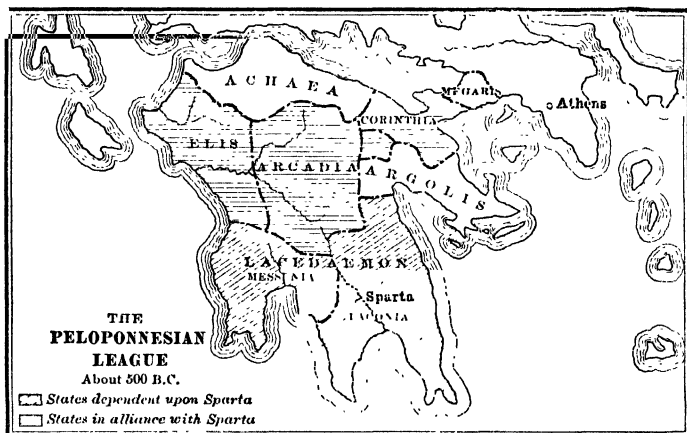 ACHAEA
MEGARIS
Athens
CORINTHIA
ELIS
ARCADIA
ARGOLIS
LACEDAEMON
MESSENIA
Sparta
LACONIA
THE
PELOPONNESIAN
LEAGUE
About 500 B.C.
States dependent upon Sparta
States in alliance with Sparta